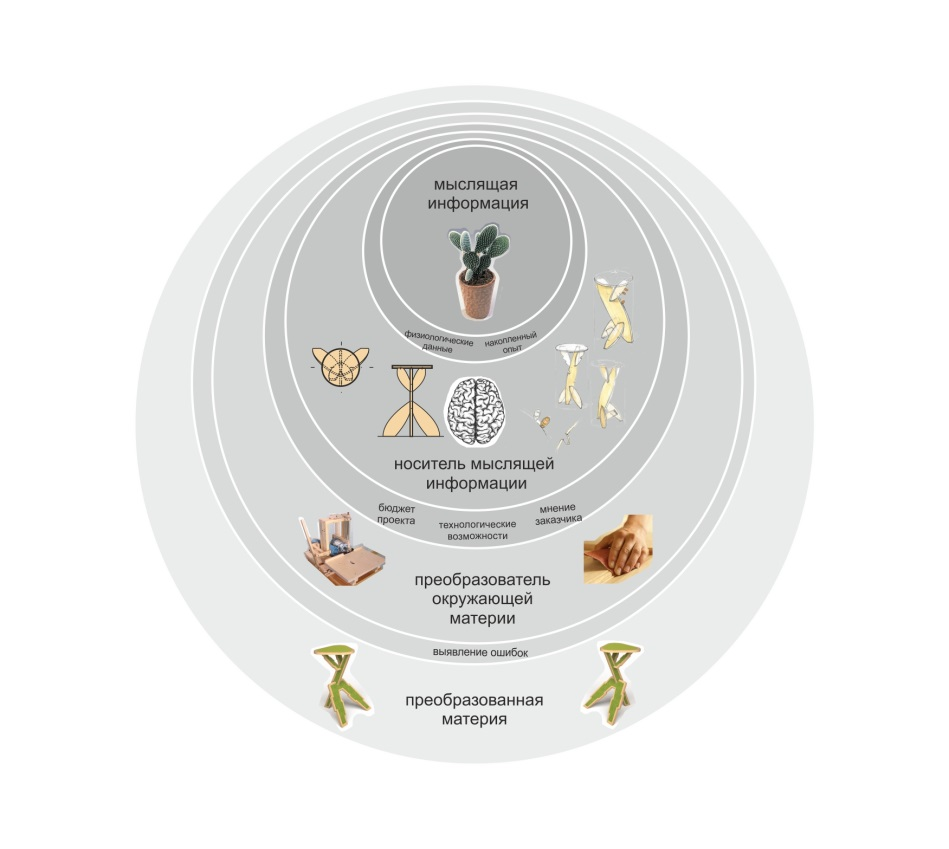 мыслящая
информация
физиологические
данные
накопленный
опыт
носитель мыслящей
информации
бюджет
проекта
технологические
возможности
мнение
заказчика
преобразователь
окружающей
материи
выявление ошибок
преобразованная
материя